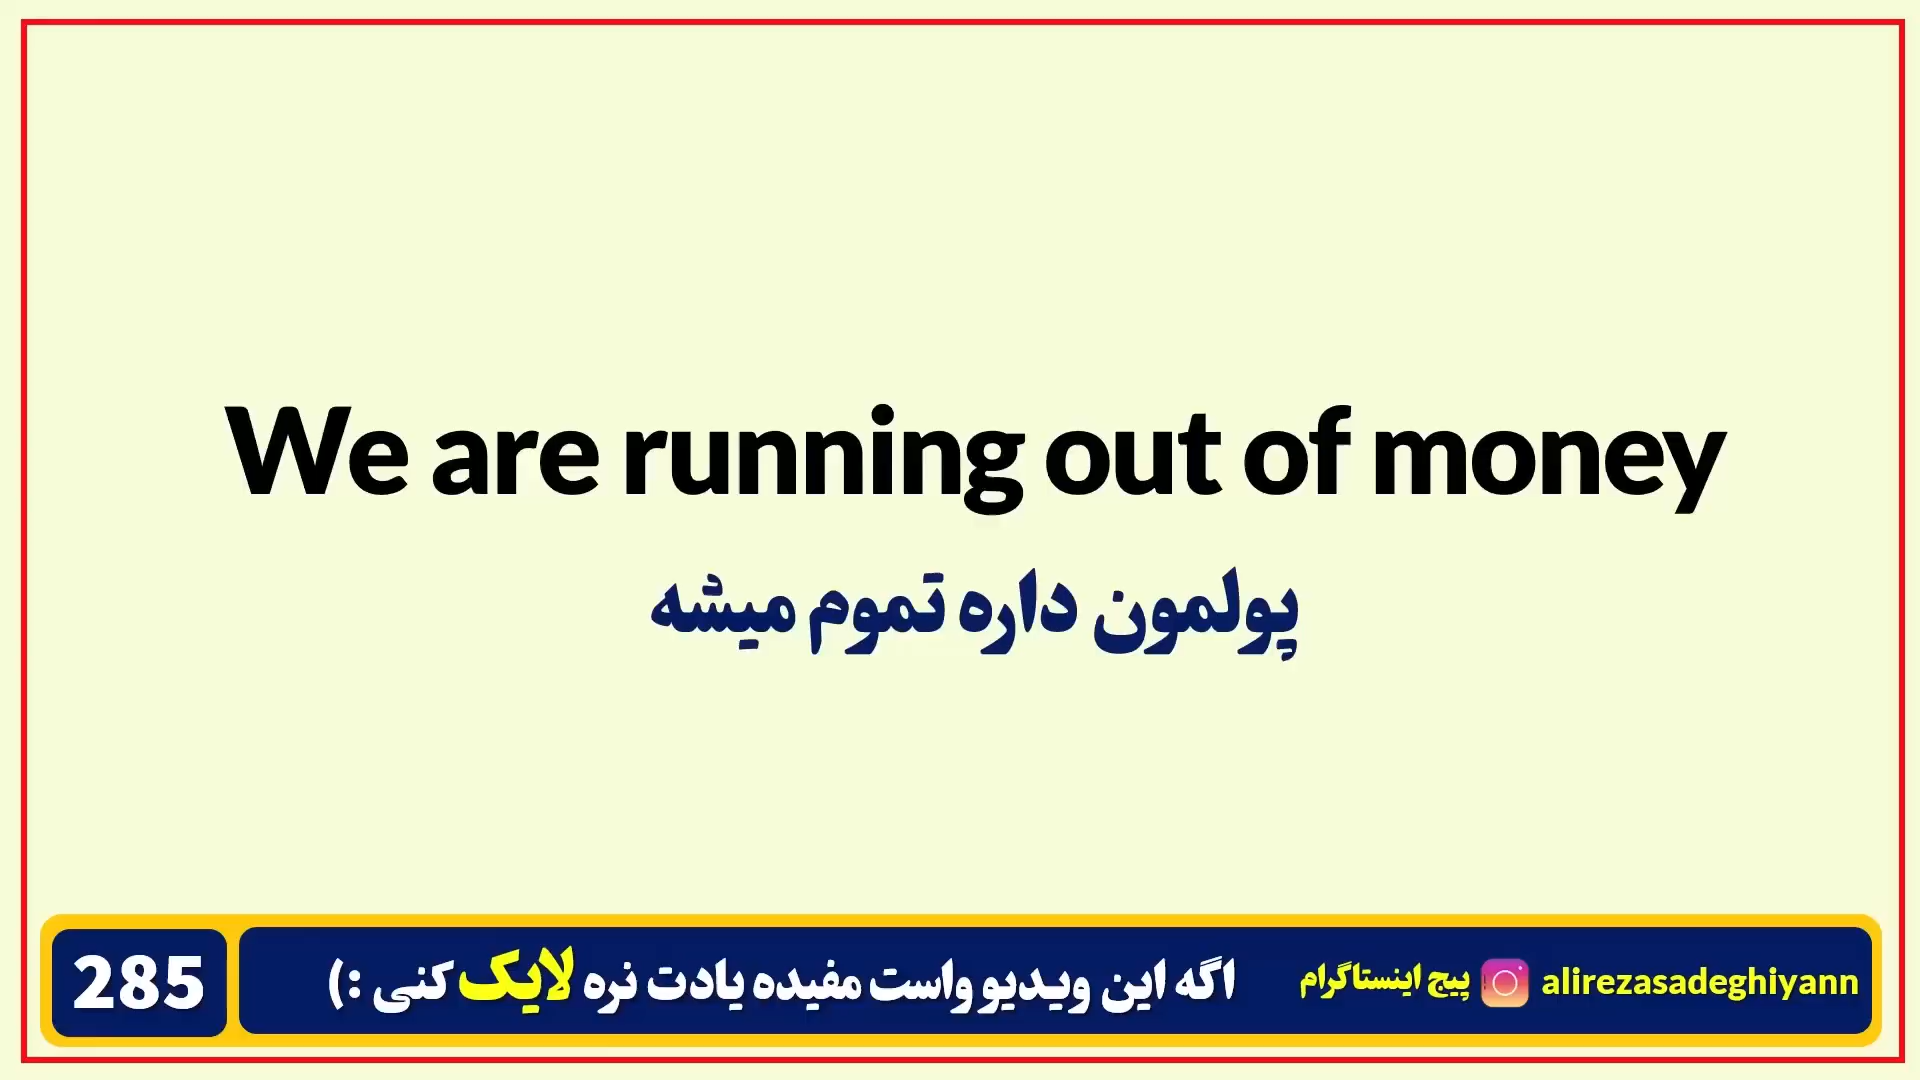 We are running out of money
پولمون داره تموم میشه
285
اگه این ویدیو واست مفیده یادت نره لایک کنی :)
پیج اینستاگرام
alirezasadeghiyann